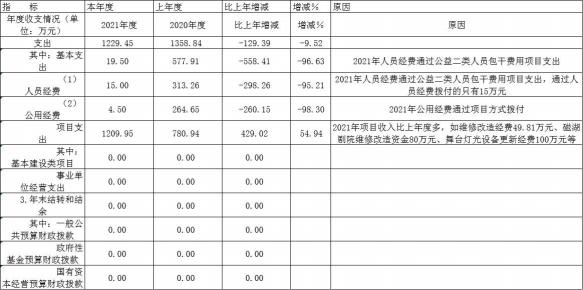 指 标 本年度 上年度 比上年增减 增减% 原因
年度收支情况（单位：万元） 2021年度 2020年度 比上年增减 增减% 原因
支出 1229.45 1358.84 -129.39 -9.52
其中：基本支出 19.50 577.91 -558.41 -96.63 2021年人员经费通过公益二类人员包干费用项目支出
（1）人员经费 15.00 313.26 -298.26 -95.21 2021年人员经费通过公益二类人员包干费用项目支出，通过人员经费拨付的只有15万元
（2）公用经费 4.50 264.65 -260.15 -98.30 2021年公用经费通过项目方式拨付
项目支出 1209.95 780.94 429.02 54.94 2021年项目收入比上年度多，如维修改造经费49.81万元、磁湖剧院维修改造资金80万元、舞台灯光设备更新经费100万元等
其中：基本建设类项目 0.00 0.00 0.00
事业单位经营支出 0.00 0.00 0.00
3.年末结转和结余 0.00 0.00 0.00
其中：一般公共预算财政拨款 0.00 0.00 0.00
政府性基金预算财政拨款 0.00 0.00 0.00
国有资本经营预算财政拨款 0.00 0.00 0.00